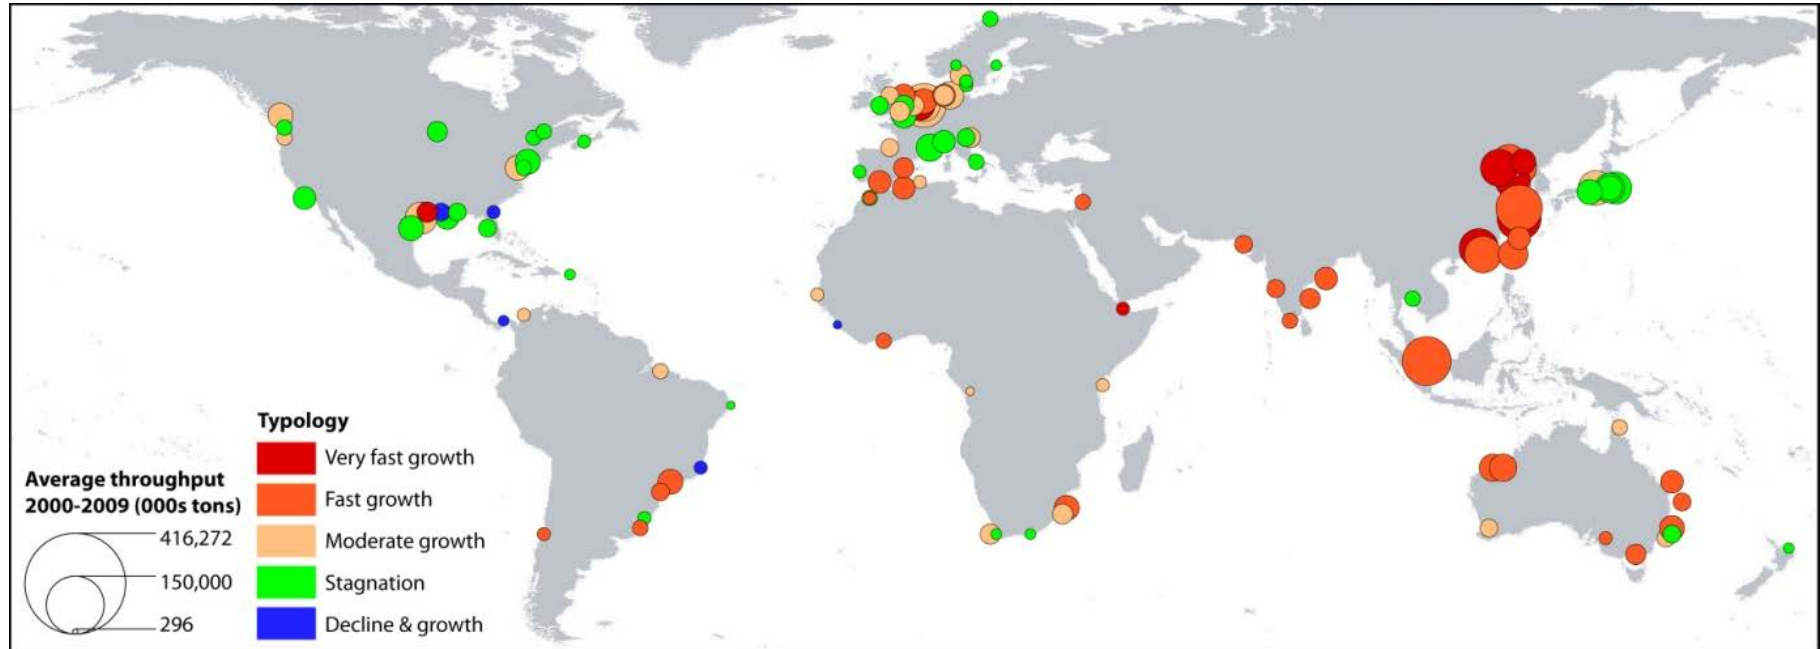 Typology
Very fast growth
Fast growth
Moderate growth
Stagnation
Decline & growth
Average throughput
2000-2009 (000s tons)
416,272
150,000
296